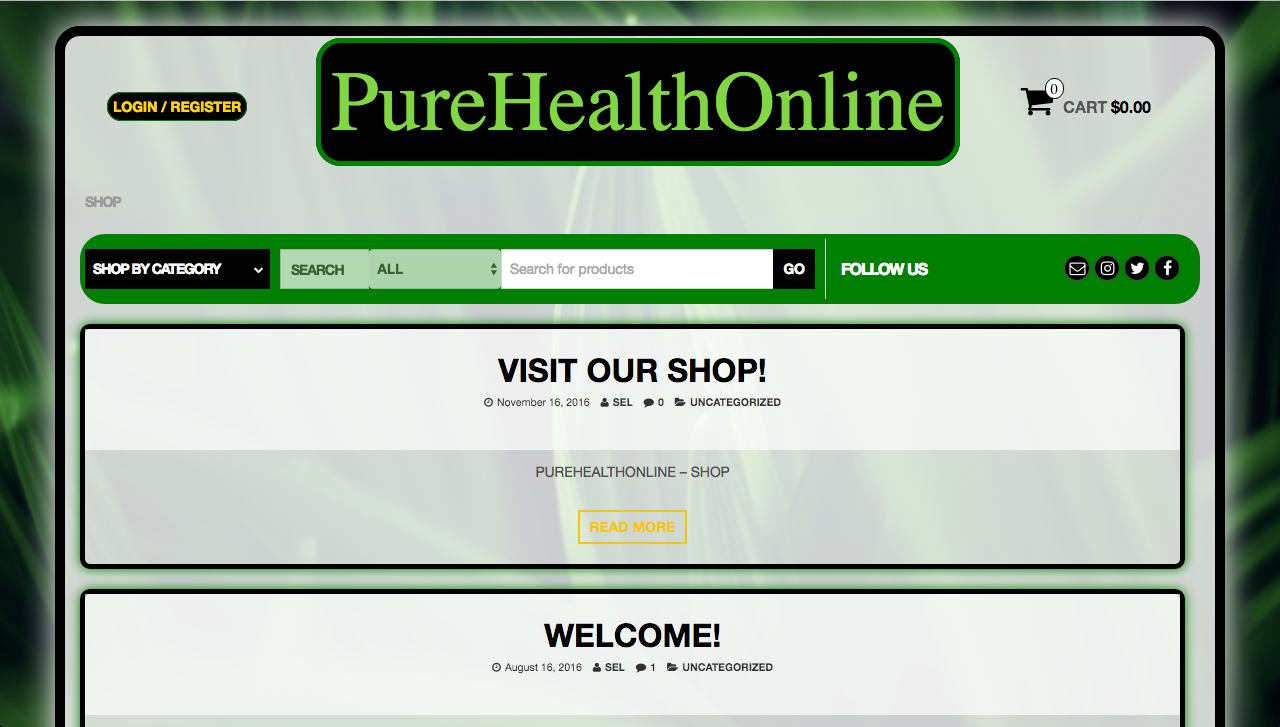 LOGIN / REGISTER
PureHealthOnline
0
CART $0.00
SHOP
SHOP BY CATEGORY
SEARCH
ALL
Search for products
GO
FOLLOW US
VISIT OUR SHOP!
November 16, 2016 SEL 0 UNCATEGORIZED
PUREHEALTHONLINE – SHOP
READ MORE
WELCOME!
August 16, 2016 SEL 1 UNCATEGORIZED